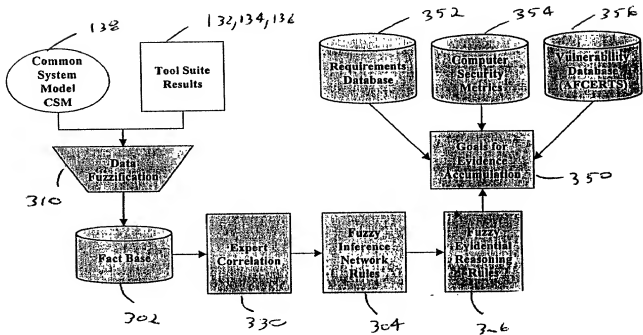 138
132,134,136
352
354
356
Common
System
Model
CSM
Tool Suite
Results
Requirements
Database
Computer
Security
Metrics
Vulnerability
Database
(AFCERTS)
Data
Fuzzification
310
Goals for
Evidence
Accumulation
350
Fact Base
Expert
Correlation
Fuzzy
Inference
Network
Rules
Fuzzy
Evidential
Reasoning
Rules
302
330
304
306